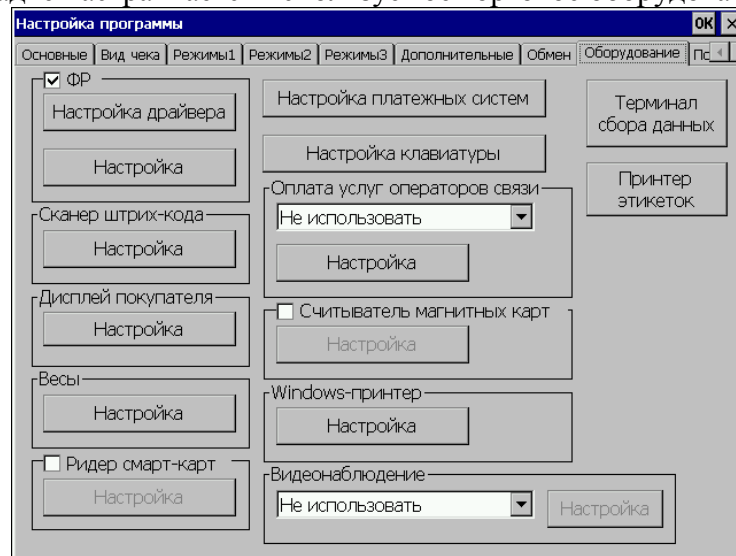 Настройка программы
OK
Основные Вид чека Режимы1 Режимы2 Режимы3 Дополнительные Обмен Оборудование
ФР
Настройка драйвера
Настройка
Сканер штрих-кода
Настройка
Дисплей покупателя
Настройка
Весы
Настройка
Ридер смарт-карт
Настройка
Настройка платежных систем
Настройка клавиатуры
Оплата услуг операторов связи
Не использовать
Настройка
Считыватель магнитных карт
Настройка
Windows-принтер
Настройка
Видеонаблюдение
Не использовать
Настройка
Терминал
сбора данных
Принтер
этикеток